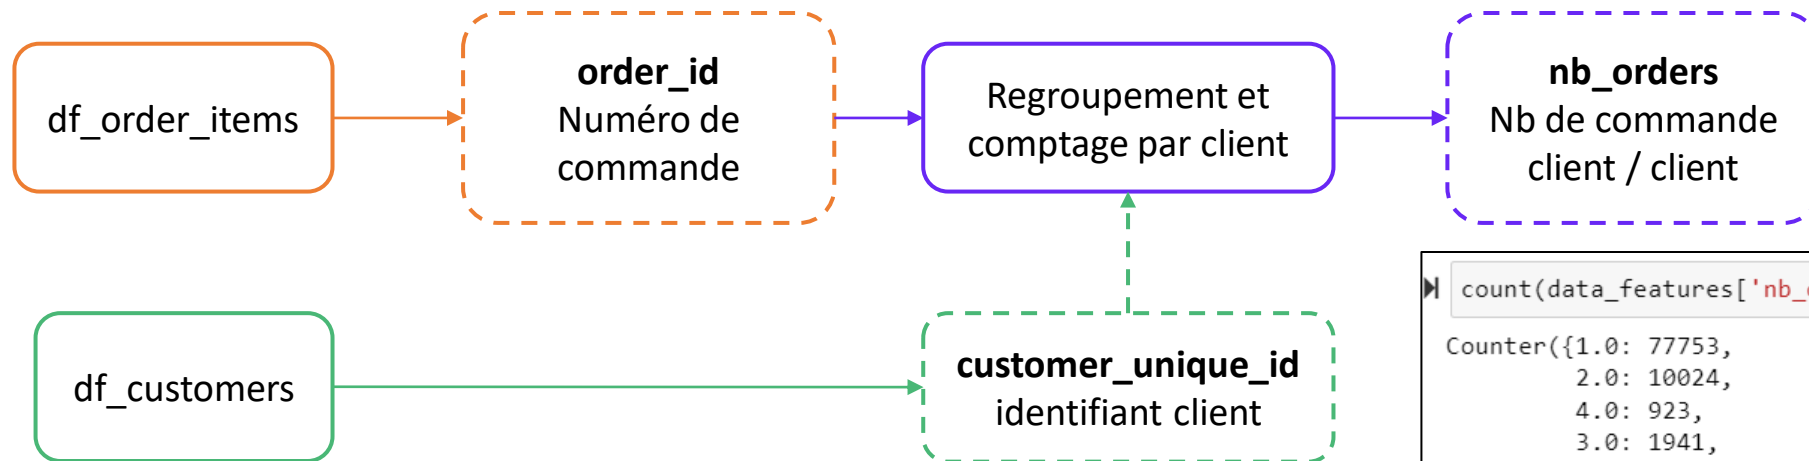 df_order_items
order_id
Numéro de
commande
Regroupement et
comptage par client
nb_orders
Nb de commande
client / client
df_customers
customer_unique_id
identifiant client
count(data_features['nb_
Counter({1.0: 77753,
2.0: 10024,
4.0: 923,
3.0: 1941,